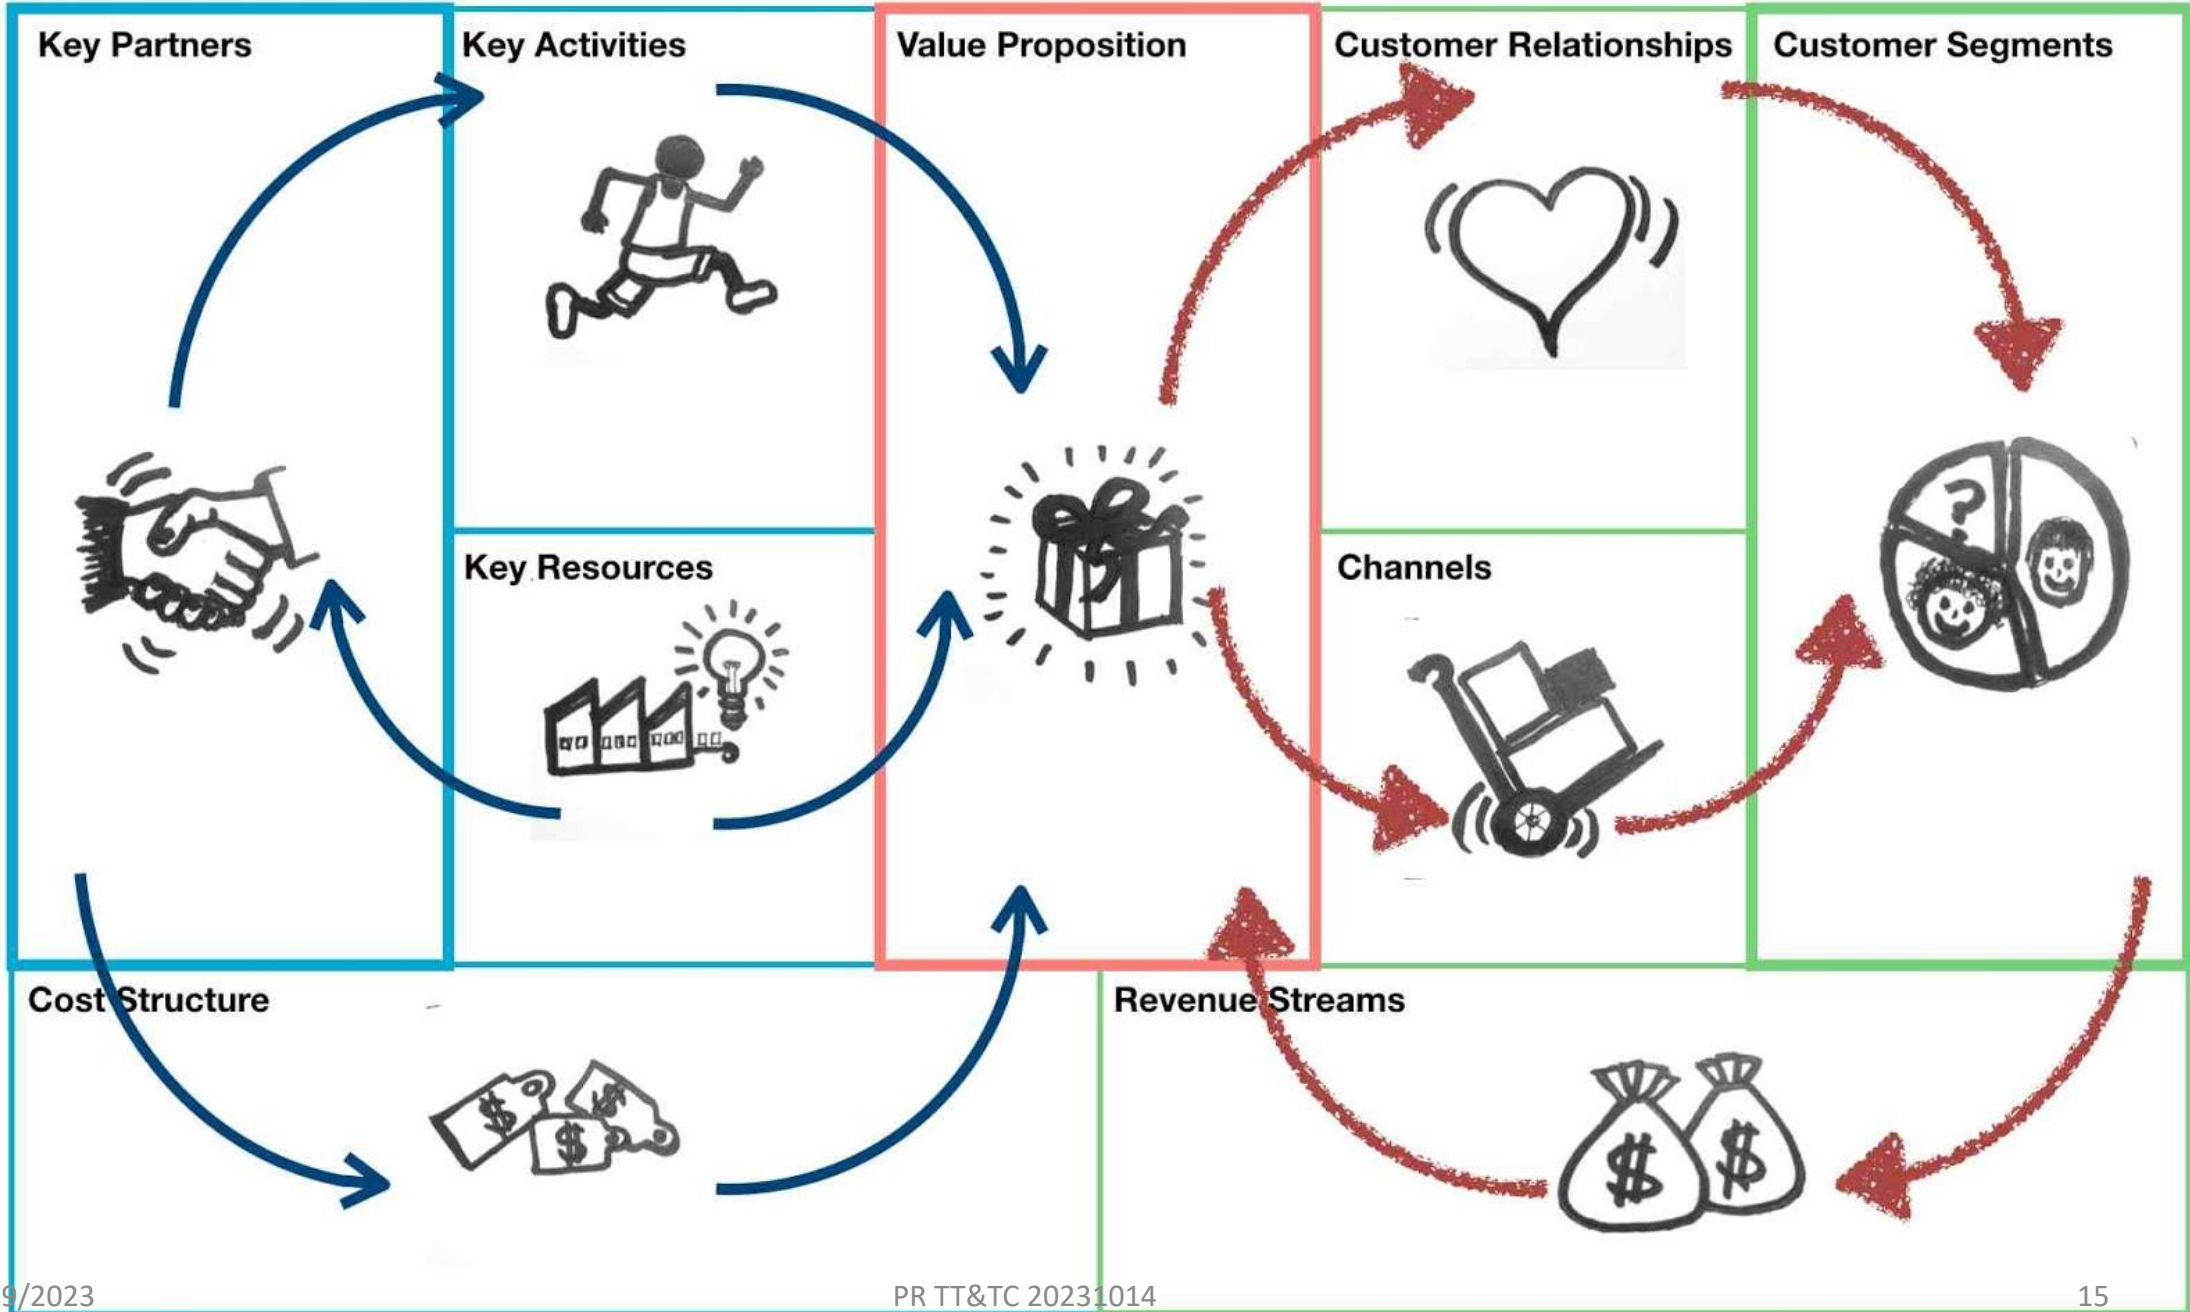 Key Partners
Key Activities
Value Proposition
Customer Relationships
Customer Segments
?
Key Resources
Channels
Cost Structure
Revenue Streams
$
$
$
$
$
9/2023
PR TT&TC 20231014
15